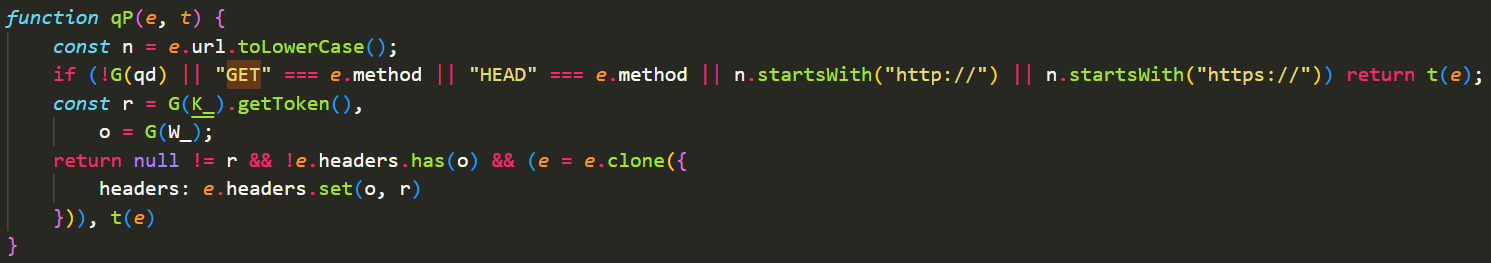 function qP(e, t) {
    const n = e.url.toLowerCase();
    if (!G(qd) || "GET" === e.method || "HEAD" === e.method || n.startsWith("http://") || n.startsWith("https://")) return t(e);
    const r = G(K_).getToken(),
        o = G(W_);
    return null != r && !e.headers.has(o) && (e = e.clone({
        headers: e.headers.set(o, r)
    })), t(e)
}